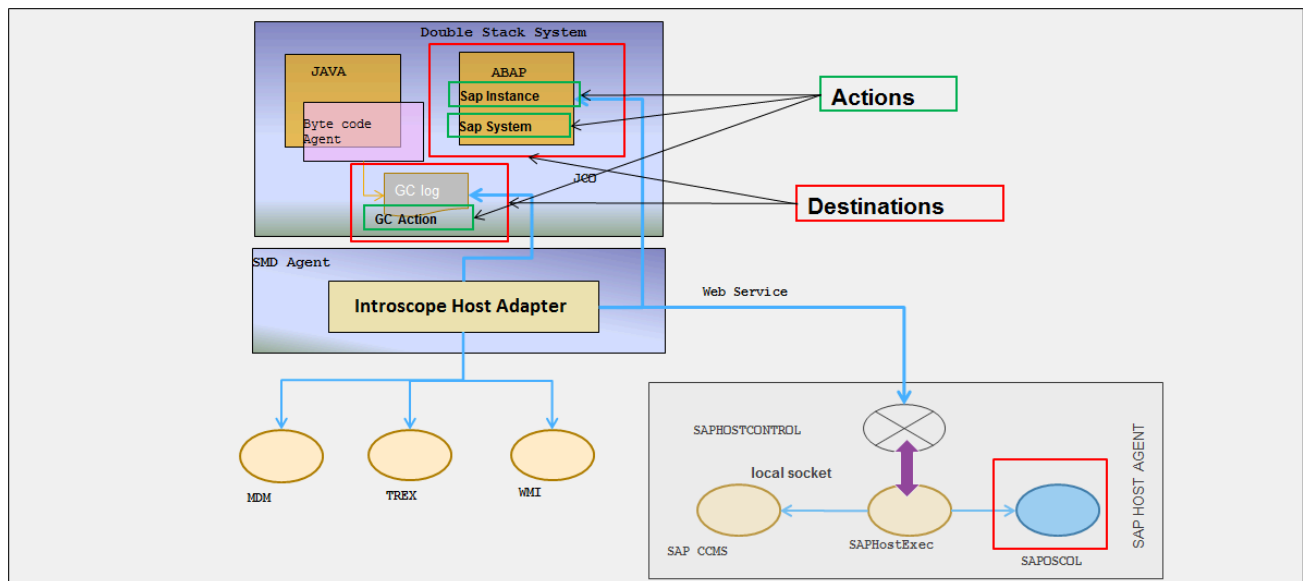 Double Stack System
JAVA
ABAP
Sap Instance
Sap System
Byte code
Agent
Actions
JCO
GC log
GC Action
Destinations
SMD Agent
Introscope Host Adapter
Web Service
SAPHOSTCONTROL
local socket
SAP HOST AGENT
MDM
TREX
WMI
SAP CCMS
SAPHostExec
SAPOSCOL